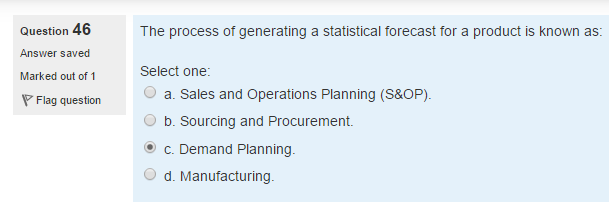 Question 46
Answer saved
Marked out of 1
Flag question
The process of generating a statistical forecast for a product is known as:
Select one:
a. Sales and Operations Planning (S&OP).
b. Sourcing and Procurement.
c. Demand Planning.
d. Manufacturing.